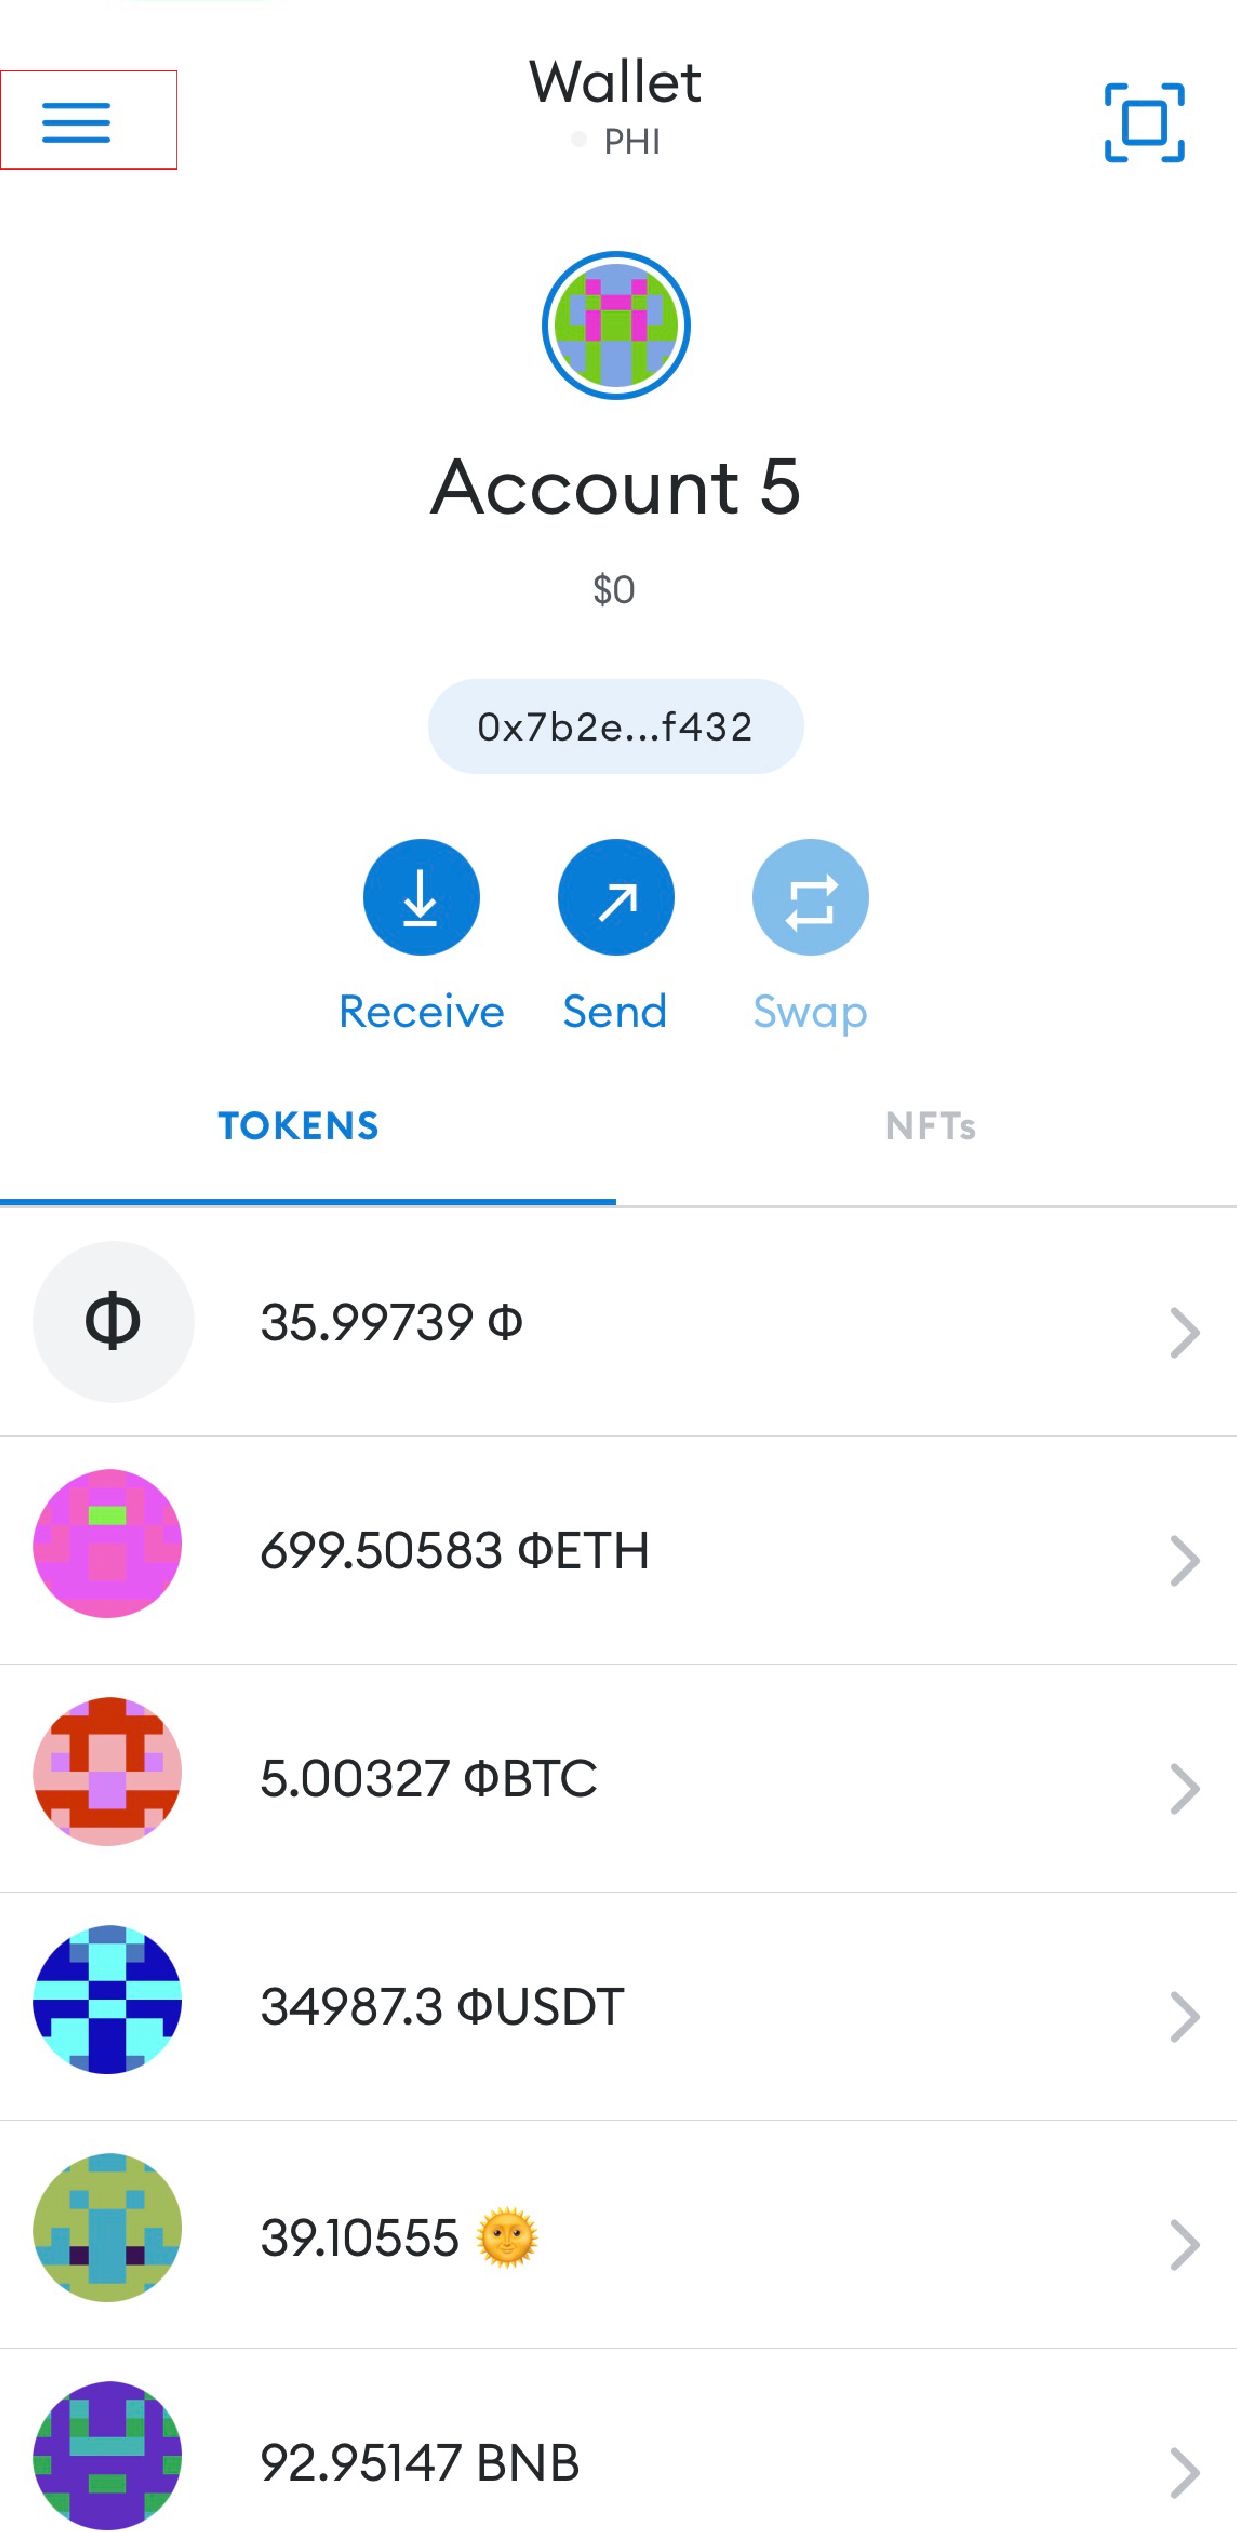 Wallet
PHI
Account 5
$0
0x7b2e...f432
Receive Send Swap
TOKENS NFTs
Φ 35.99739 Φ
699.50583 ΦETH
5.00327 ΦBTC
34987.3 ΦUSDT
39.10555 🌞
92.95147 BNB